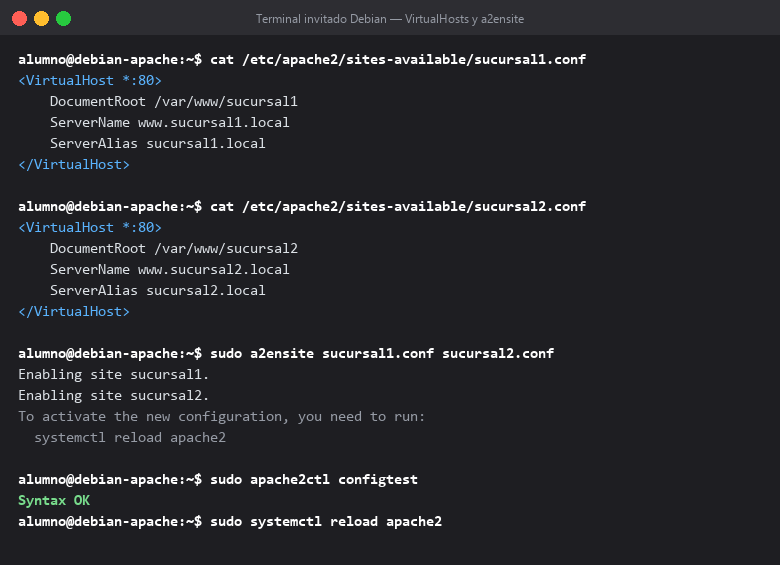 Terminal invitado Debian — VirtualHosts y a2ensite
alumno@debian-apache:~$ cat /etc/apache2/sites-available/sucursal1.conf
<VirtualHost *:80>
    DocumentRoot /var/www/sucursal1
    ServerName www.sucursal1.local
    ServerAlias sucursal1.local
</VirtualHost>
alumno@debian-apache:~$ cat /etc/apache2/sites-available/sucursal2.conf
<VirtualHost *:80>
    DocumentRoot /var/www/sucursal2
    ServerName www.sucursal2.local
    ServerAlias sucursal2.local
</VirtualHost>
alumno@debian-apache:~$ sudo a2ensite sucursal1.conf sucursal2.conf
Enabling site sucursal1.
Enabling site sucursal2.
To activate the new configuration, you need to run:
  systemctl reload apache2
alumno@debian-apache:~$ sudo apache2ctl configtest
Syntax OK
alumno@debian-apache:~$ sudo systemctl reload apache2